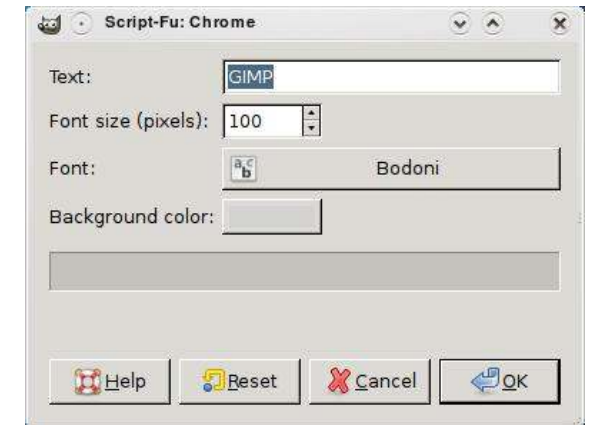 Script-Fu: Chrome
Text: GIMP
Font size (pixels): 100
Font: Bodoni
Background color:
Help Reset Cancel OK